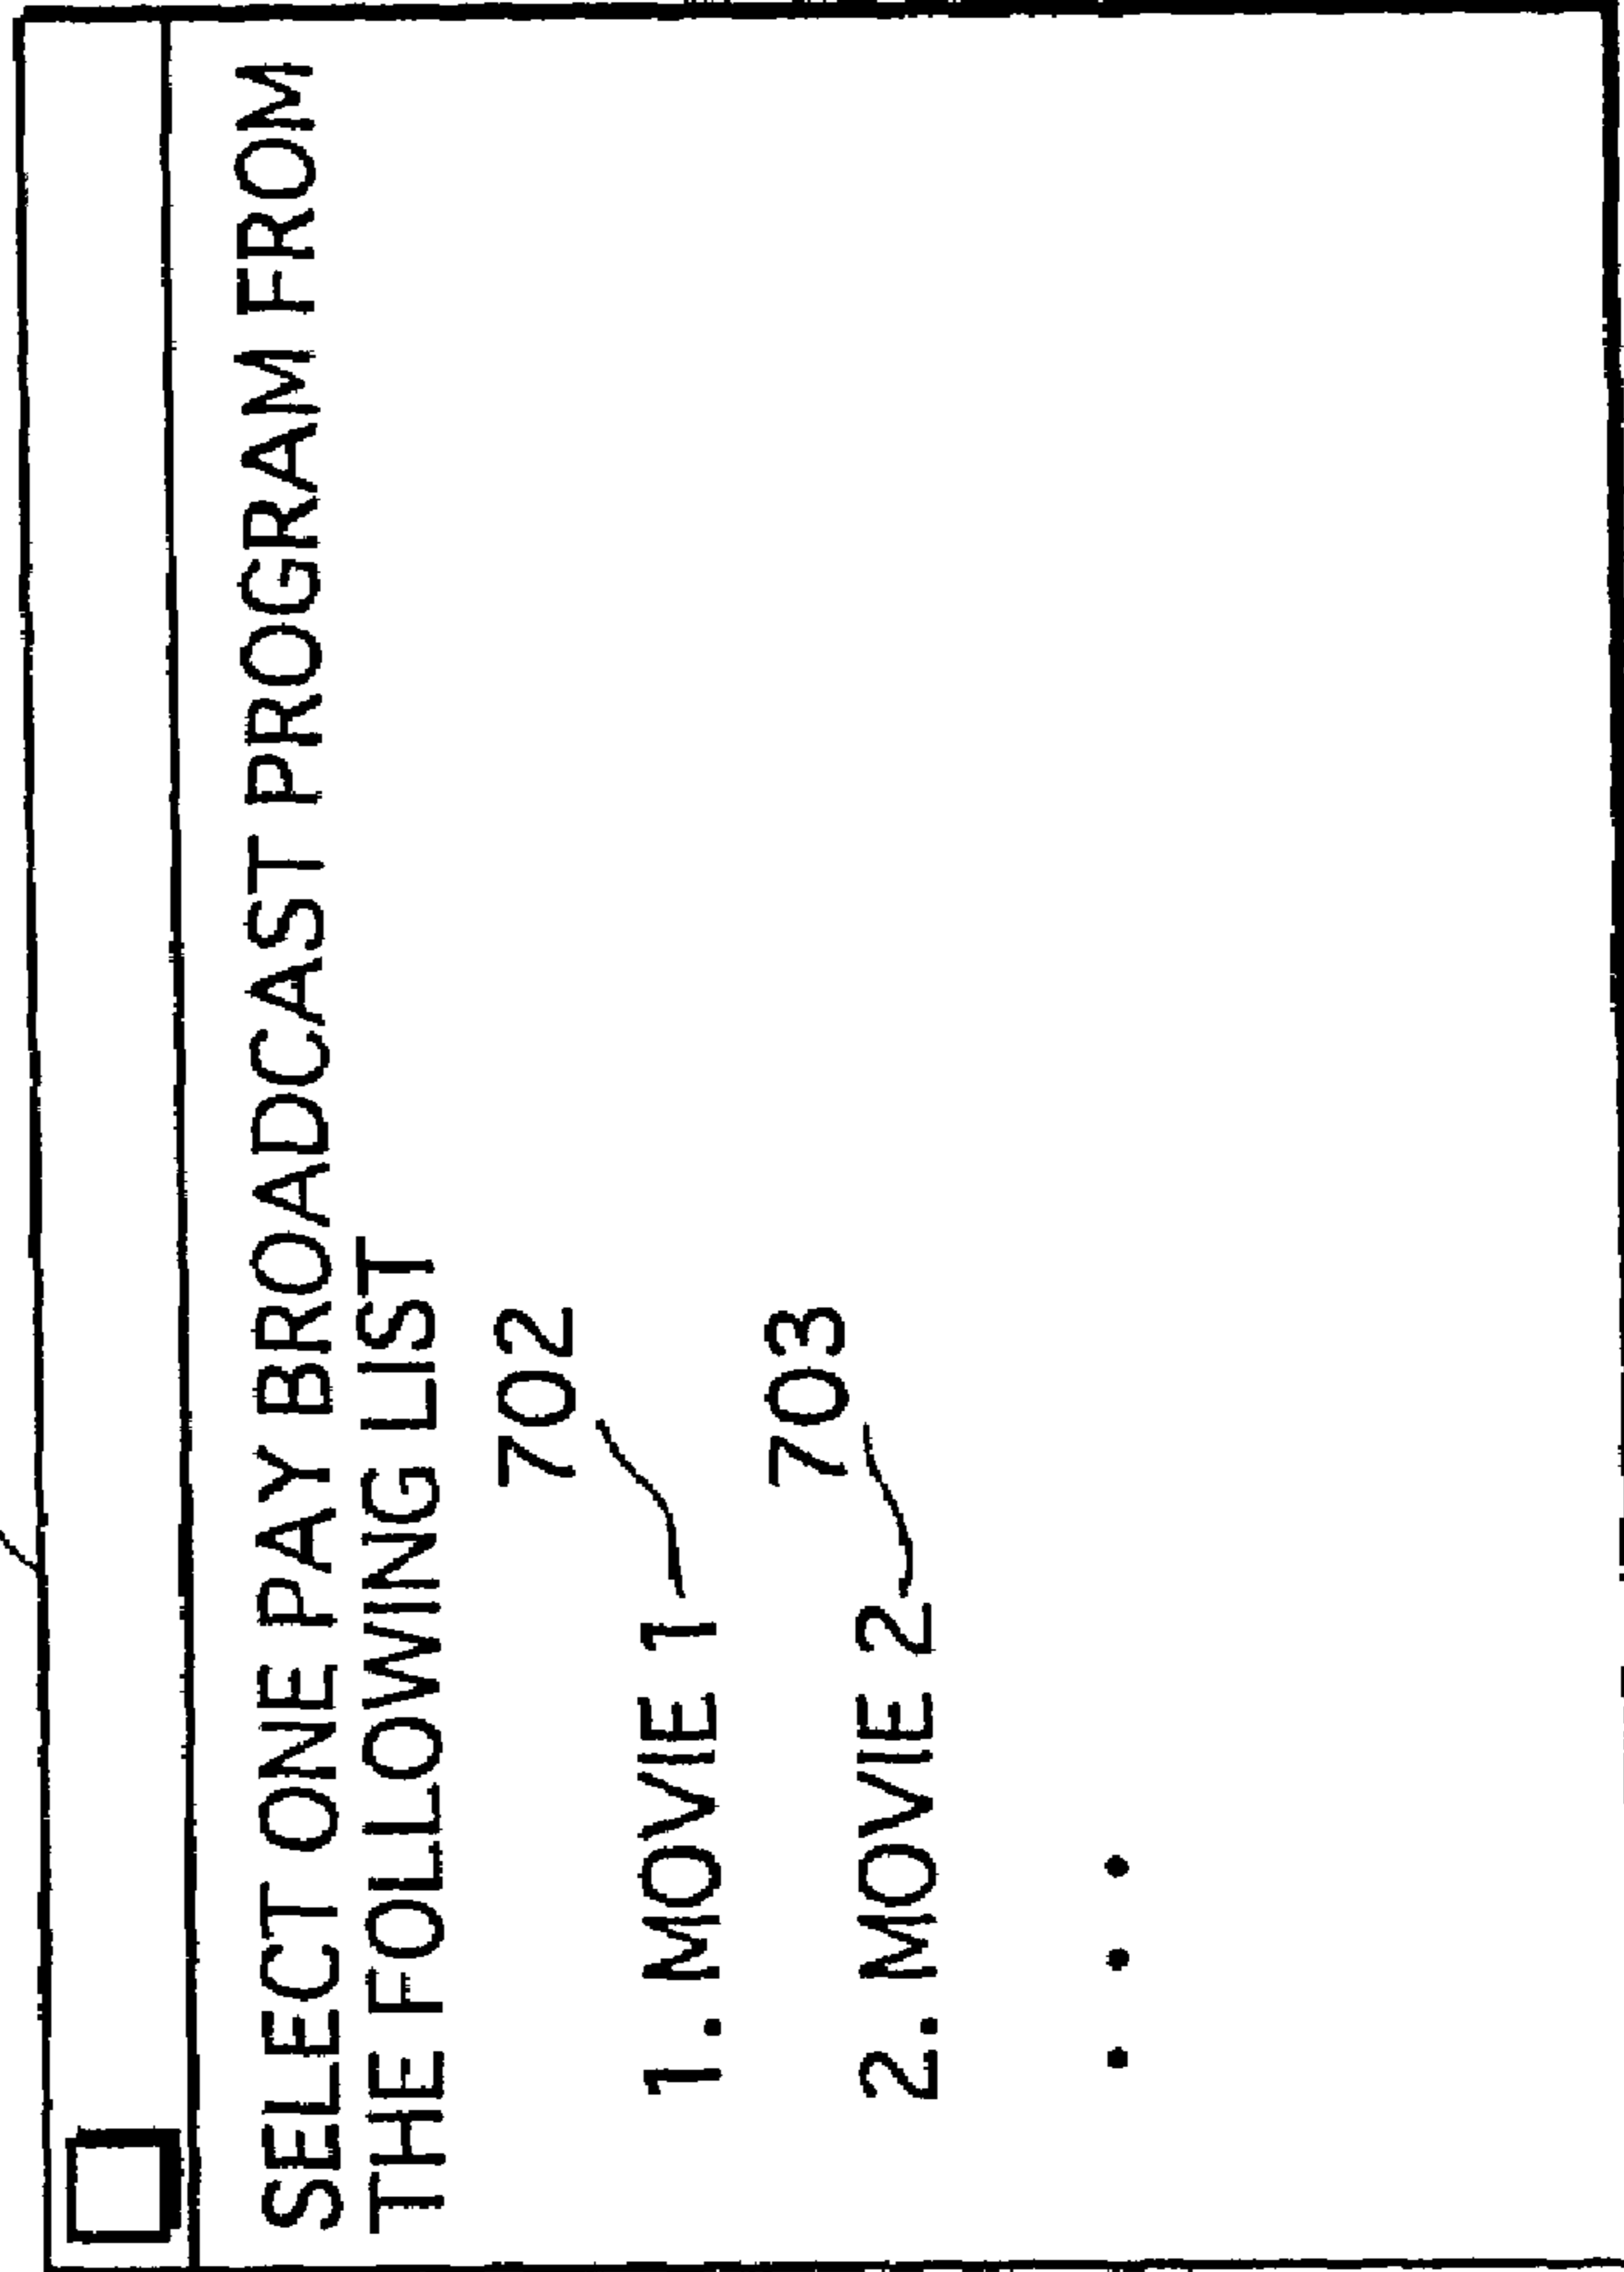 SELECT ONE PAY BROADCAST PROGRAM FROM
THE FOLLOWING LIST
702
1. MOVIE 1
703
2. MOVIE 2
. . .